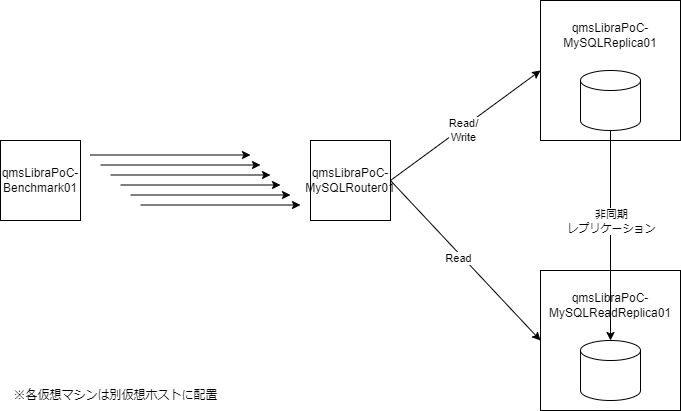 qmsLibraPoC-
MySQLReplica01
Read/
Write
qmsLibraPoC-
Benchmark01
qmsLibraPoC-
MySQLRouter01
非同期
レプリケーション
Read
qmsLibraPoC-
MySQLReadReplica01
※各仮想マシンは別仮想ホストに配置